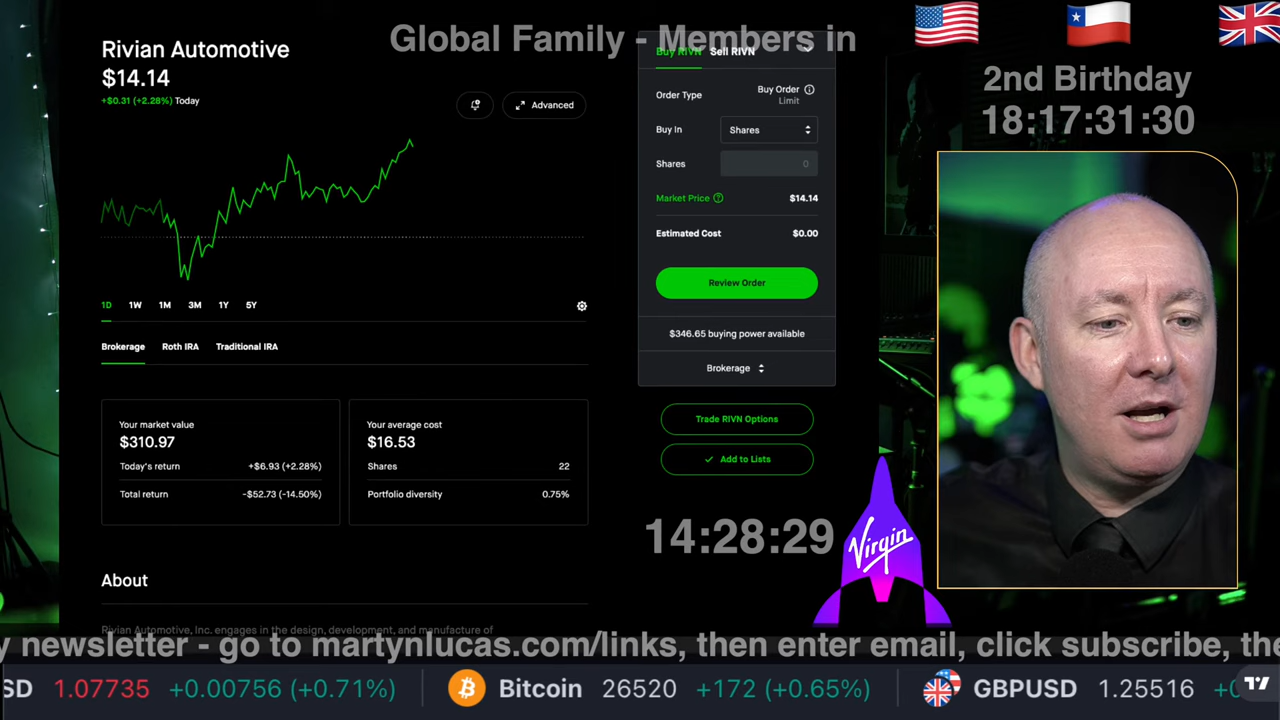 Global Family - Members in
Rivian Automotive
$14.14
+$0.31 (+2.28%) Today
Advanced
1D 1W 1M 3M 1Y 5Y
Brokerage Roth IRA Traditional IRA
Your market value
$310.97
Today's return +$6.93 (+2.28%)
Total return -$52.73 (-14.50%)
Your average cost
$16.53
Shares 22
Portfolio diversity 0.75%
About
Rivian Automotive, Inc. engages in the design, development, and manufacture of
Buy RIVN Sell RIVN
Order Type Buy Order
Limit
Buy In Shares
Shares 0
Market Price $14.14
Estimated Cost $0.00
Review Order
$346.65 buying power available
Brokerage
Trade RIVN Options
Add to Lists
14:28:29
Virgin
2nd Birthday
18:17:31:30
y newsletter - go to martynlucas.com/links, then enter email, click subscribe, the
SD 1.07735 +0.00756 (+0.71%) Bitcoin 26520 +172 (+0.65%) GBPUSD 1.25516 +0